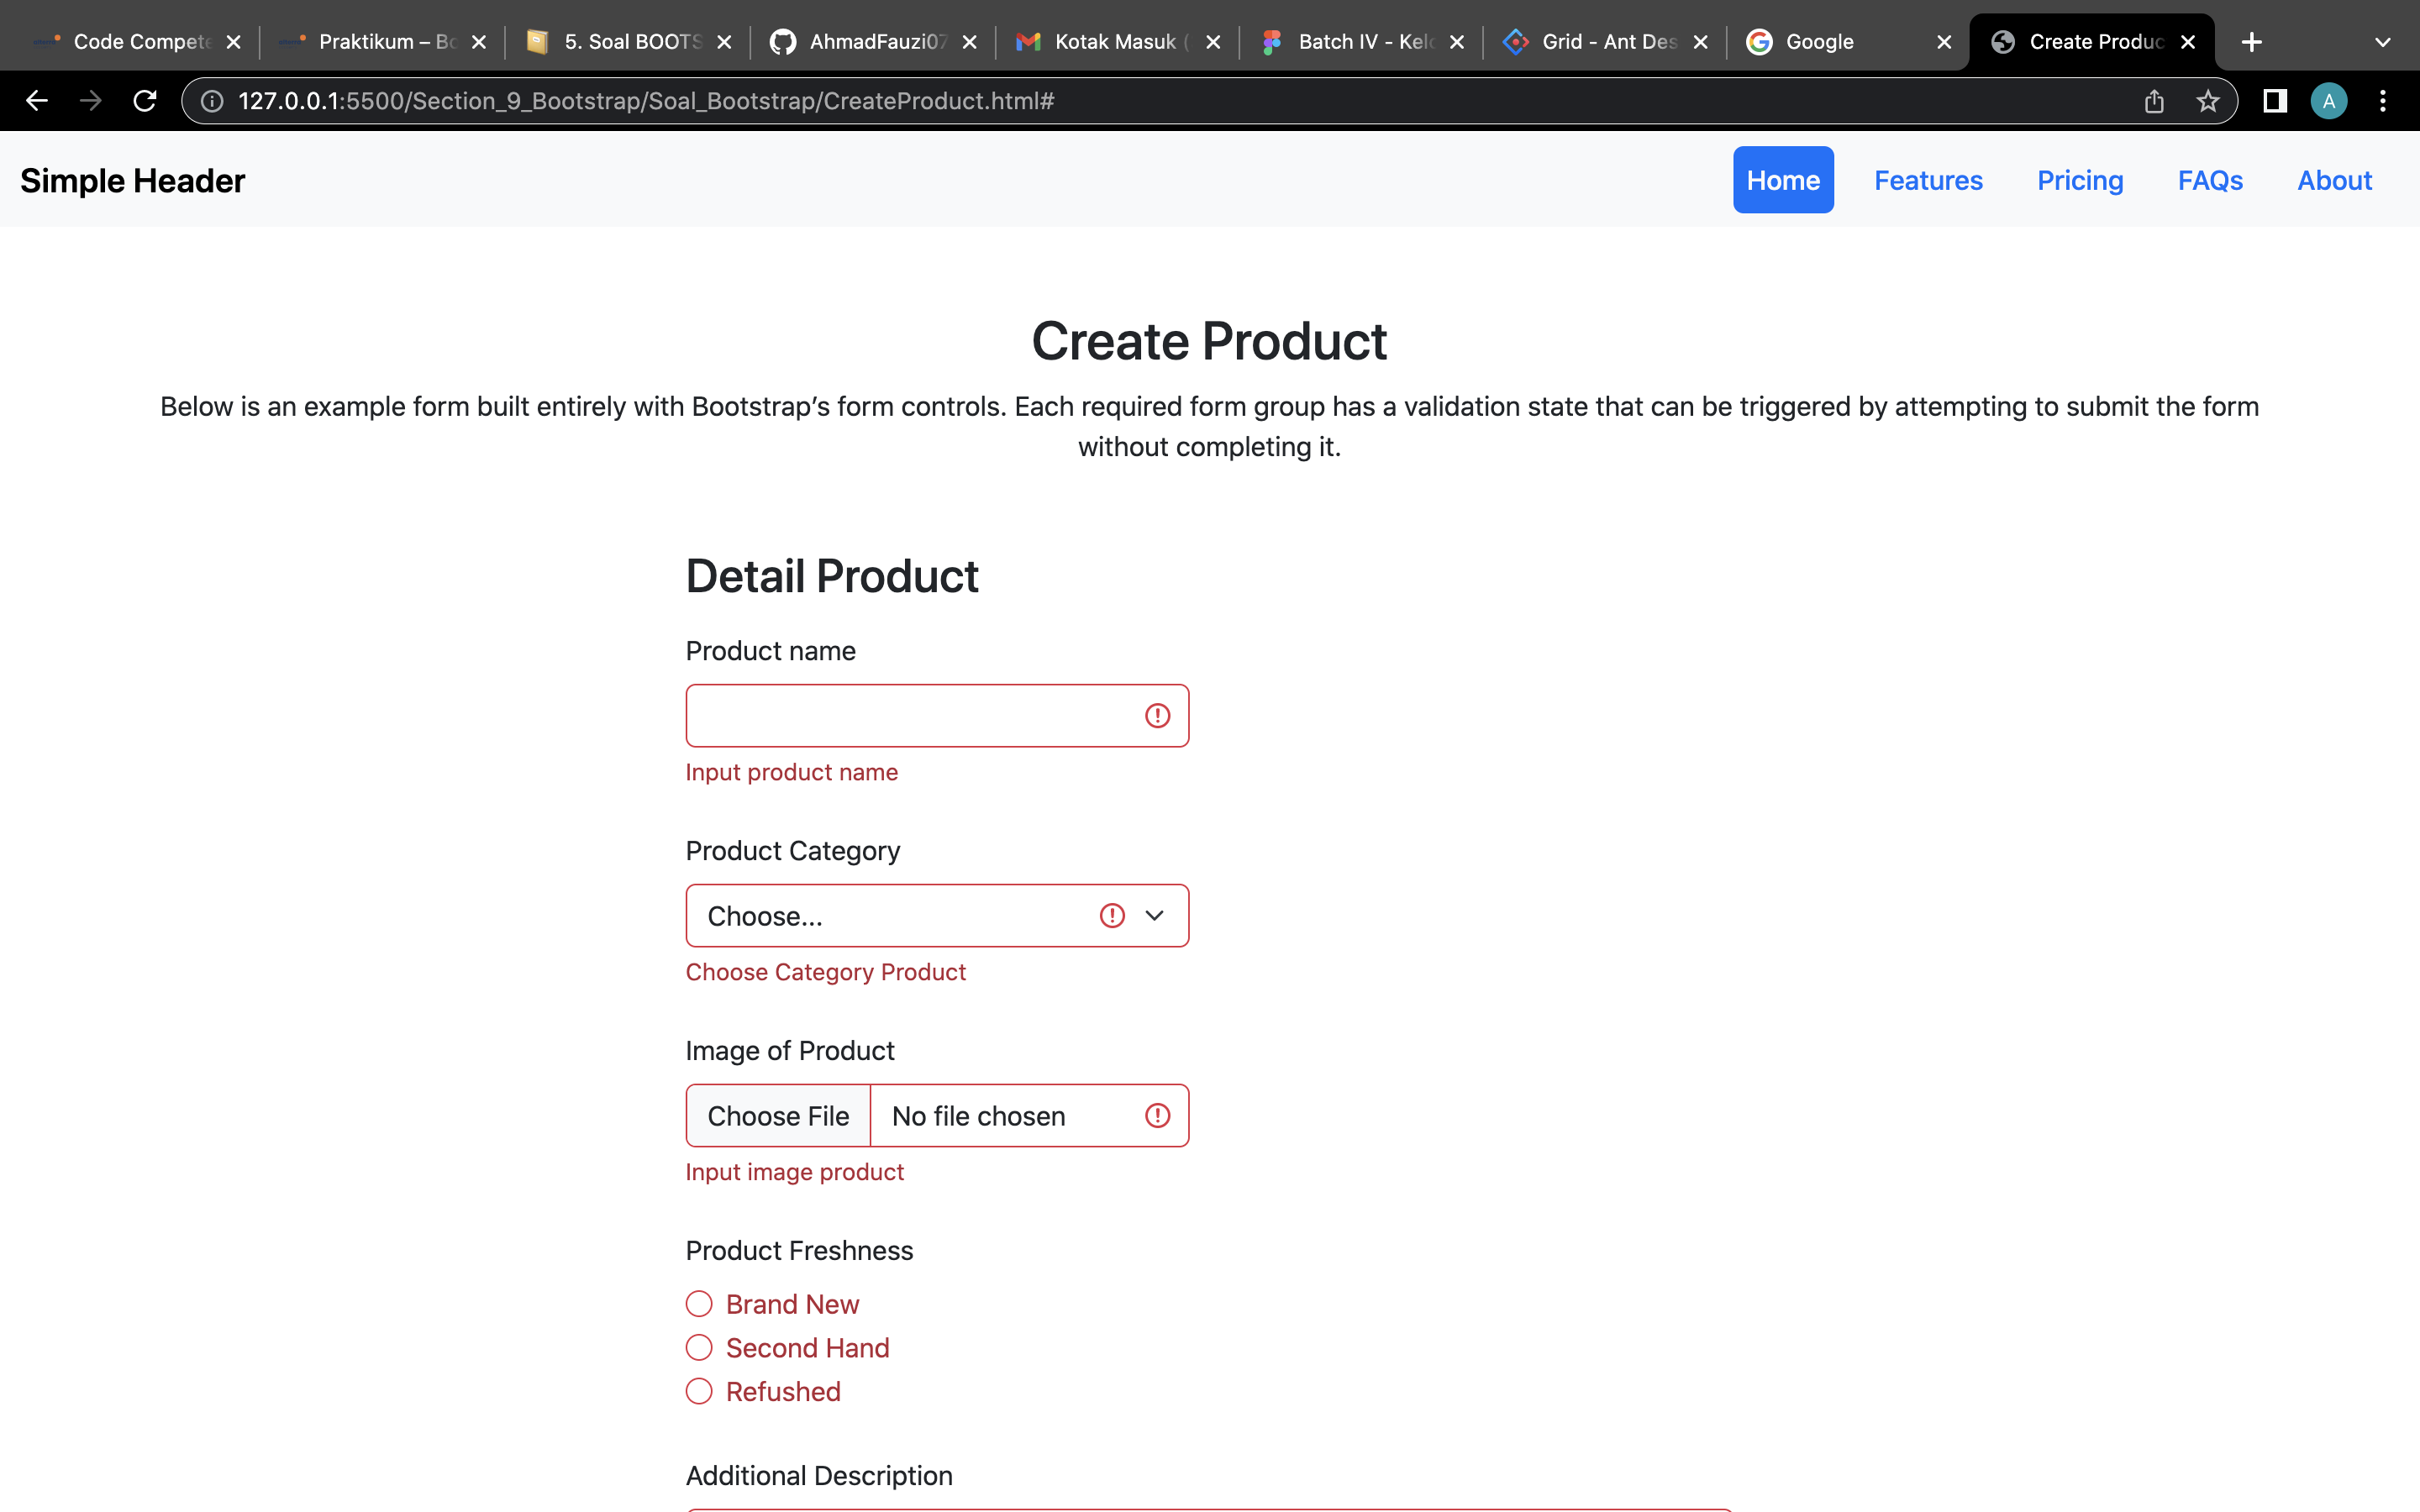 Code Compete
Praktikum – Bo
5. Soal BOOTS
AhmadFauzi07
Kotak Masuk (
Batch IV - Kelo
Grid - Ant Des
Google
Create Produc
127.0.0.1:5500/Section_9_Bootstrap/Soal_Bootstrap/CreateProduct.html#
A
Simple Header
Home
Features
Pricing
FAQs
About
Create Product
Below is an example form built entirely with Bootstrap’s form controls. Each required form group has a validation state that can be triggered by attempting to submit the form
without completing it.
Detail Product
Product name
Input product name
Product Category
Choose...
Choose Category Product
Image of Product
Choose File
No file chosen
Input image product
Product Freshness
Brand New
Second Hand
Refushed
Additional Description